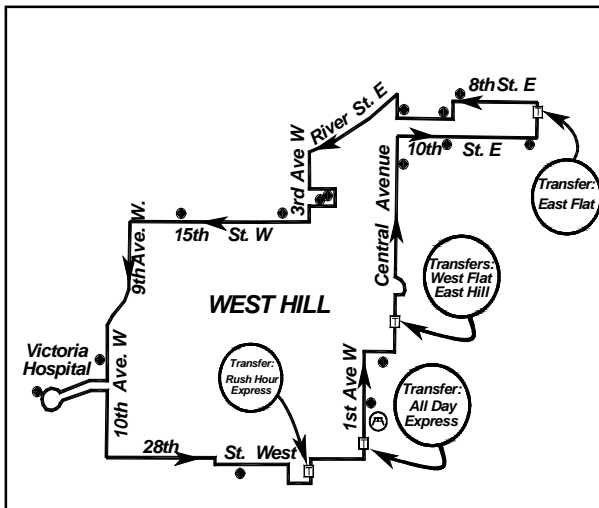 8th St. E
River St. E
10th St. E
Transfer:
East Flat
3rd Ave W
Central Avenue
15th St. W
9th Ave. W.
Transfers:
West Flat
East Hill
WEST HILL
Victoria
Hospital
Transfer:
Rush Hour
Express
10th Ave. W
1st Ave W
Transfer:
All Day
Express
28th St. West
T
T
T
T